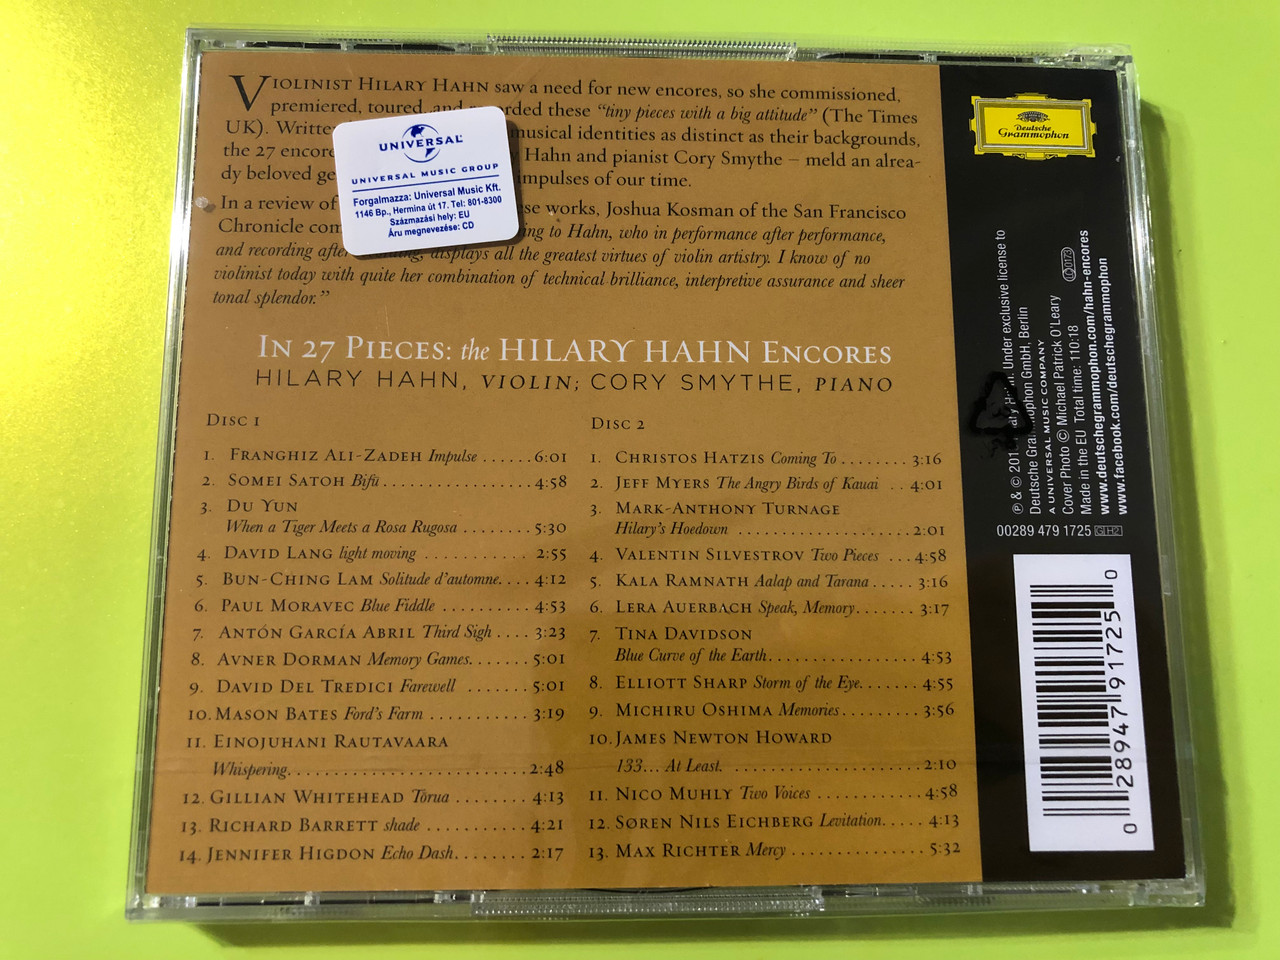 VIOLINIST HILARY HAHN saw a need for new encores, so she commissioned,
premiered, toured, and recorded these “tiny pieces with a big attitude” (The Times
UK). Writte musical identities as distinct as their backgrounds,
the 27 encore Hahn and pianist Cory Smythe – meld an alrea-
dy beloved ge impulses of our time.
In a review of these works, Joshua Kosman of the San Francisco
Chronicle com to Hahn, who in performance after performance,
and recording after displays all the greatest virtues of violin artistry. I know of no
violinist today with quite her combination of technical brilliance, interpretive assurance and sheer
tonal splendor.”
UNIVERSAL
UNIVERSAL MUSIC GROUP
Forgalmazza: Universal Music Kft.
1146 Bp., Hermina út 17. Tel: 801-8300
Származási hely: EU
Áru megnevezése: CD
IN 27 PIECES: the HILARY HAHN ENCORES
HILARY HAHN, VIOLIN; CORY SMYTHE, PIANO
DISC 1
1. FRANGHIZ ALI-ZADEH Impulse ...... 6:01
2. SOMEI SATOH Bifū ................ 4:58
3. DU YUN
When a Tiger Meets a Rosa Rugosa ........ 5:30
4. DAVID LANG light moving ........... 2:55
5. BUN-CHING LAM Solitude d’automne.... 4:12
6. PAUL MORAVEC Blue Fiddle .......... 4:53
7. ANTÓN GARCÍA ABRIL Third Sigh .... 3:23
8. AVNER DORMAN Memory Games....... 5:01
9. DAVID DEL TREDICI Farewell ....... 5:01
10. MASON BATES Ford’s Farm ........... 3:19
11. EINOJUHANI RAUTAVAARA
Whispering......................... 2:48
12. GILLIAN WHITEHEAD Tōrua ........ 4:13
13. RICHARD BARRETT shade ........... 4:21
14. JENNIFER HIGDON Echo Dash........ 2:17
DISC 2
1. CHRISTOS HATZIS Coming To ........ 3:16
2. JEFF MYERS The Angry Birds of Kauai .. 4:01
3. MARK-ANTHONY TURNAGE
Hilary’s Hoedown .................... 2:01
4. VALENTIN SILVESTROV Two Pieces ... 4:58
5. KALA RAMNATH Aalap and Tarana ..... 3:16
6. LERA AUERBACH Speak, Memory....... 3:17
7. TINA DAVIDSON
Blue Curve of the Earth................ 4:53
8. ELLIOTT SHARP Storm of the Eye...... 4:55
9. MICHIRU OSHIMA Memories......... 3:56
10. JAMES NEWTON HOWARD
133... At Least. .................... 2:10
11. NICO MUHLY Two Voices ............ 4:58
12. SØREN NILS EICHBERG Levitation..... 4:13
13. MAX RICHTER Mercy ............... 5:32
Deutsche
Grammophon
℗ & © 201 Hahn. Under exclusive license to
Deutsche Grammophon GmbH, Berlin
A UNIVERSAL MUSIC COMPANY
Cover Photo © Michael Patrick O’Leary
Made in the EU Total time: 110:18
www.deutschegrammophon.com/hahn-encores
www.facebook.com/deutschegrammophon
LC 0173
00289 479 1725 GH2
0 28947 91725 0